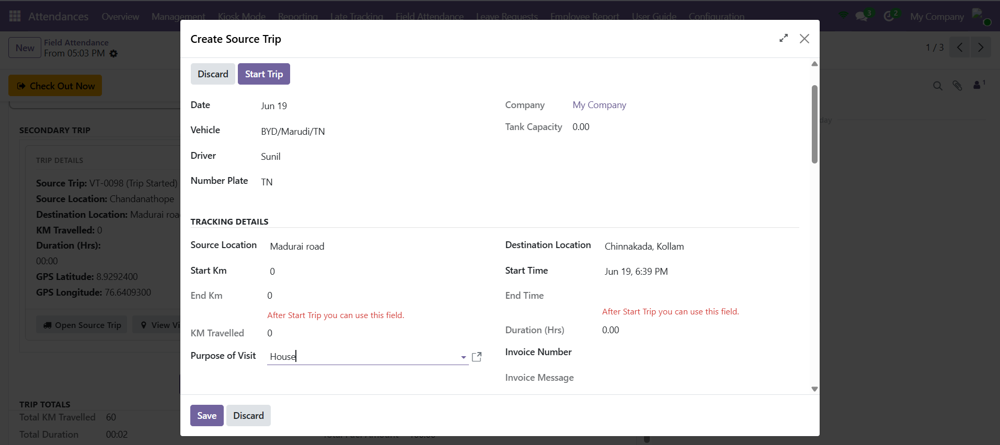 Attendances Overview Management Kiosk Mode Reporting Late Tracking Field Attendance Leave Requests Employee Report User Guide Configuration 3 2 My Company
New Field Attendance
From 05:03 PM
1 / 3
Check Out Now
1
SECONDARY TRIP
TRIP DETAILS
Source Trip: VT-0098 (Trip Started)
Source Location: Chandanathope
Destination Location: Madurai roa
KM Travelled: 0
Duration (Hrs):
00:00
GPS Latitude: 8.9292400
GPS Longitude: 76.6409300
Open Source Trip View Vi
TRIP TOTALS
Total KM Travelled 60
Total Duration 00:02
day
Create Source Trip
Discard Start Trip
Date Jun 19
Company My Company
Vehicle BYD/Marudi/TN
Tank Capacity 0.00
Driver Sunil
Number Plate TN
TRACKING DETAILS
Source Location Madurai road
Destination Location Chinnakada, Kollam
Start Km 0
Start Time Jun 19, 6:39 PM
End Km 0
End Time
After Start Trip you can use this field.
After Start Trip you can use this field.
KM Travelled 0
Duration (Hrs) 0.00
Purpose of Visit House
Invoice Number
Invoice Message
Save Discard